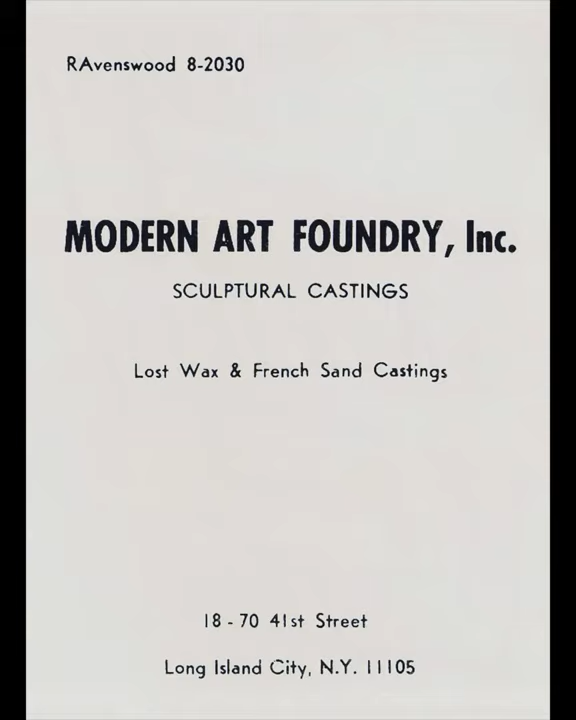 RAvenswood 8-2030
MODERN ART FOUNDRY, Inc.
SCULPTURAL CASTINGS
Lost Wax & French Sand Castings
18 - 70 41st Street
Long Island City, N.Y. 11105